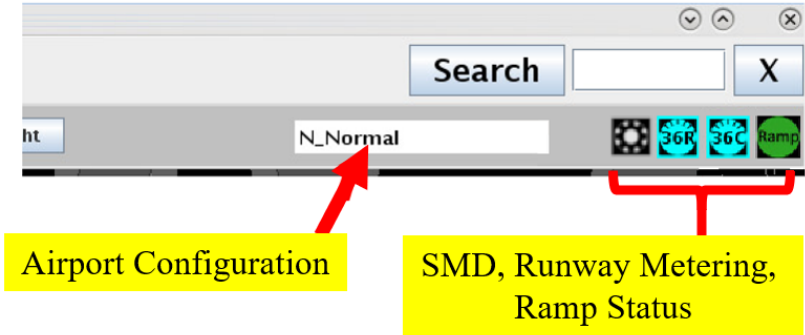 Search
X
ht
N_Normal
36R
36C
Ramp
Airport Configuration
SMD, Runway Metering,
Ramp Status